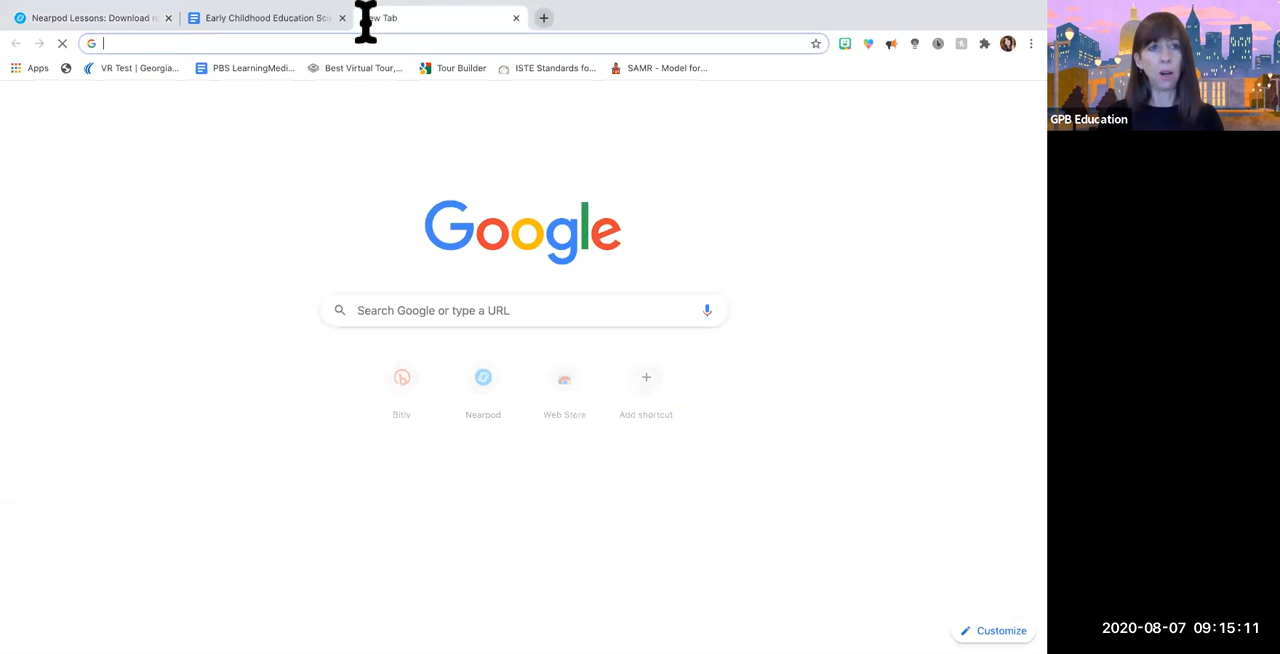 Nearpod Lessons: Download
Early Childhood Education Sci
Tab
Apps
VR Test | Georgia...
PBS LearningMedi...
Best Virtual Tour,...
Tour Builder
ISTE Standards fo...
SAMR - Model for...
GPB Education
Google
Search Google or type a URL
Bitly
Nearpod
Web Store
Add shortcut
Customize
2020-08-07 09:15:11